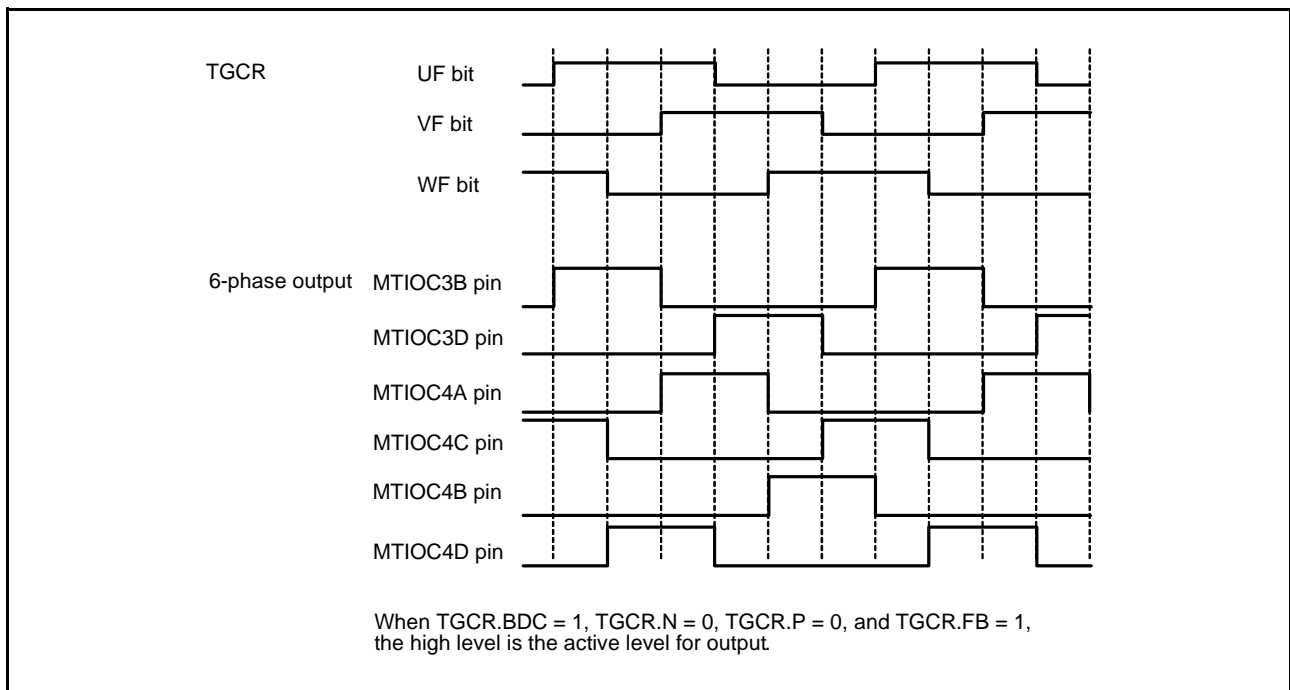 TGCR UF bit
VF bit
WF bit
6-phase output MTIOC3B pin
MTIOC3D pin
MTIOC4A pin
MTIOC4C pin
MTIOC4B pin
MTIOC4D pin
When TGCR.BDC = 1, TGCR.N = 0, TGCR.P = 0, and TGCR.FB = 1,
the high level is the active level for output.